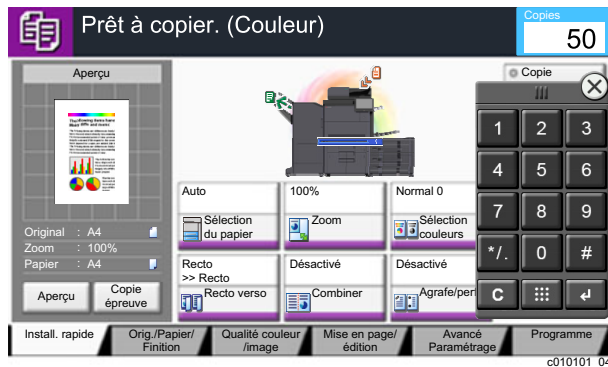 Prêt à copier. (Couleur)
Copies
50
Aperçu
Original : A4
Zoom : 100%
Papier : A4
Aperçu
Copie
épreuve
Copie
Auto
Sélection
du papier
100%
Zoom
Normal 0
Sélection
couleurs
Recto
>> Recto
Recto verso
Désactivé
Combiner
Désactivé
Agrafe/per
1 2 3
4 5 6
7 8 9
*/. 0 #
C
Install. rapide
Orig./Papier/
Finition
Qualité couleur
/image
Mise en page/
édition
Avancé
Paramétrage
Programme
c010101_04